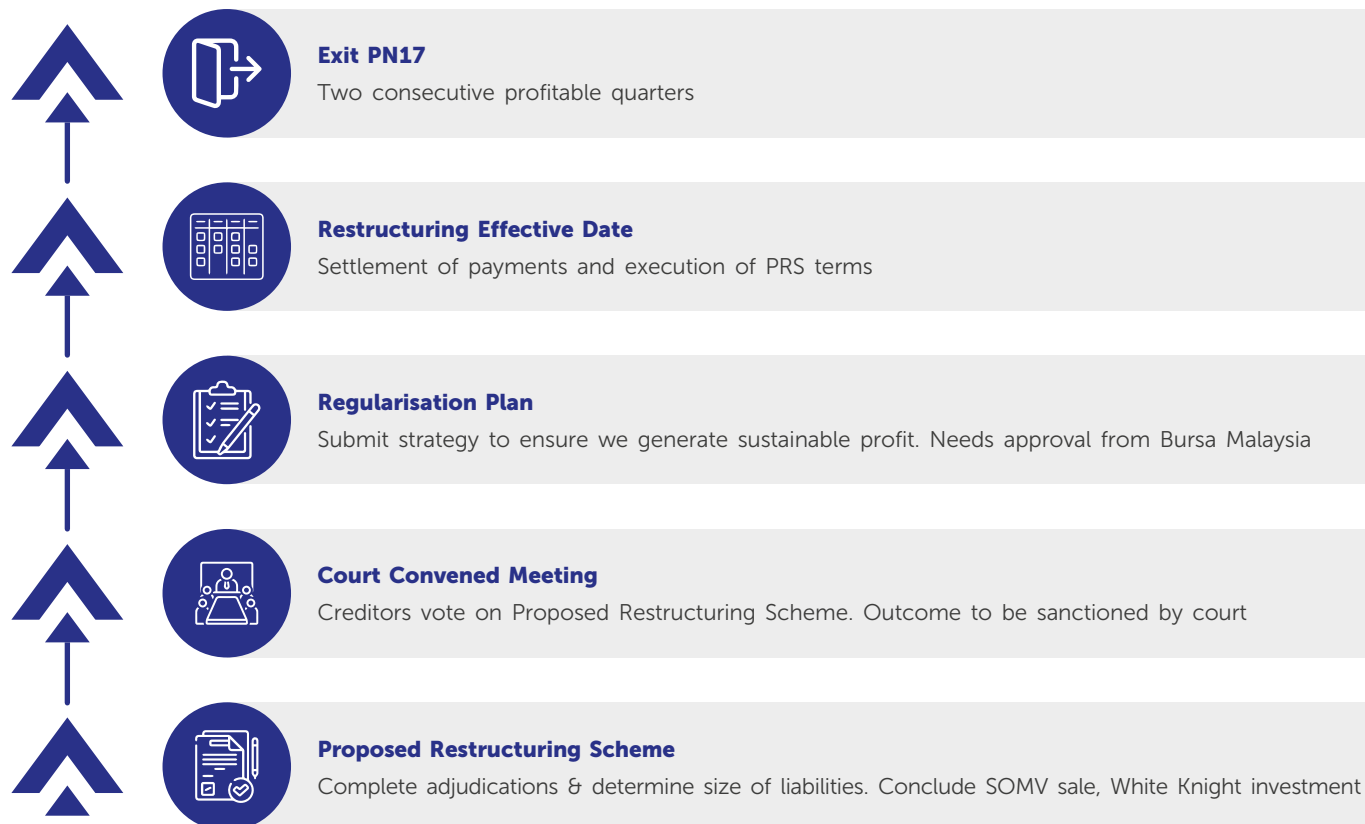 Exit PN17
Two consecutive profitable quarters
Restructuring Effective Date
Settlement of payments and execution of PRS terms
Regularisation Plan
Submit strategy to ensure we generate sustainable profit. Needs approval from Bursa Malaysia
Court Convened Meeting
Creditors vote on Proposed Restructuring Scheme. Outcome to be sanctioned by court
Proposed Restructuring Scheme
Complete adjudications & determine size of liabilities. Conclude SOMV sale, White Knight investment